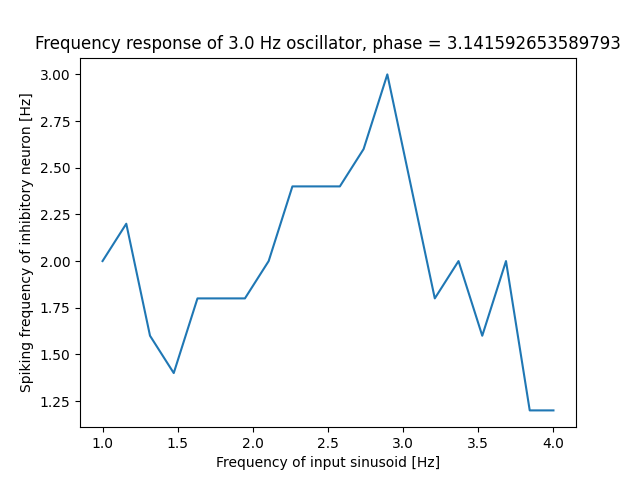 Frequency response of 3.0 Hz oscillator, phase = 3.141592653589793
Spiking frequency of inhibitory neuron [Hz]
3.00
2.75
2.50
2.25
2.00
1.75
1.50
1.25
1.0 1.5 2.0 2.5 3.0 3.5 4.0
Frequency of input sinusoid [Hz]